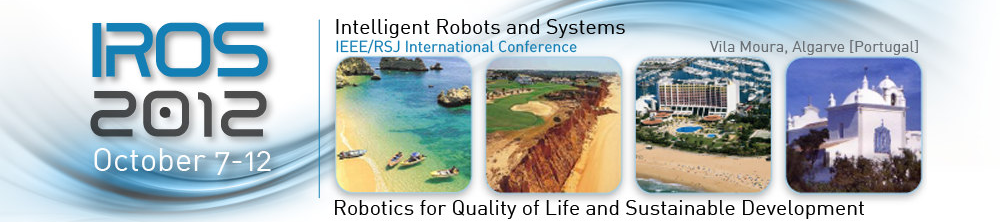 IROS
2012
October 7-12
Intelligent Robots and Systems
IEEE/RSJ International Conference
Vila Moura, Algarve [Portugal]
Robotics for Quality of Life and Sustainable Development